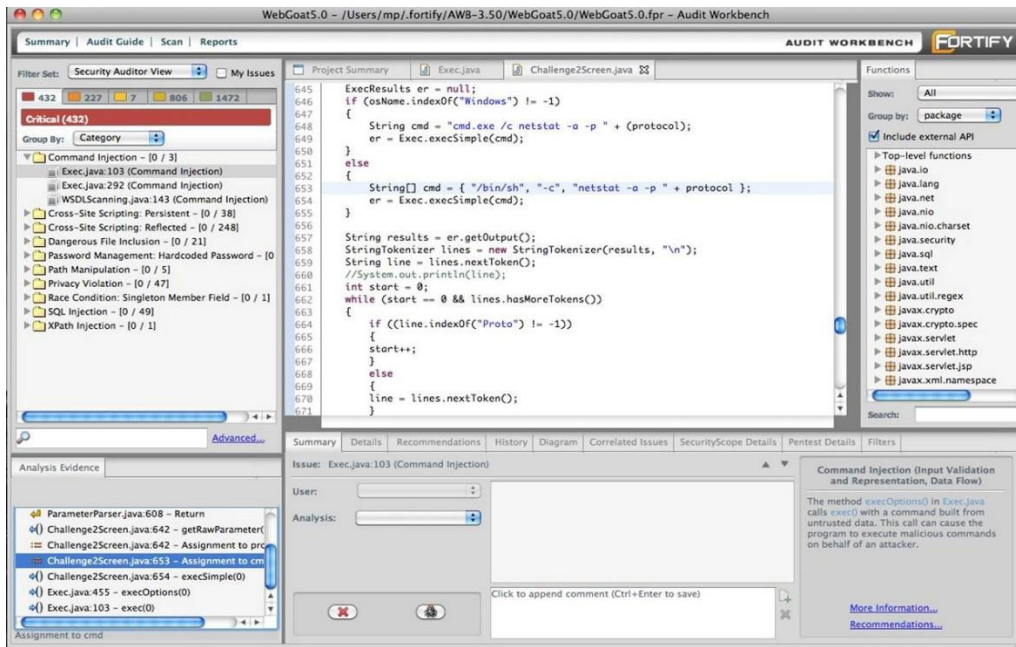 WebGoat5.0 - /Users/mp/.fortify/AWB-3.50/WebGoat5.0/WebGoat5.0.fpr - Audit Workbench
Summary | Audit Guide | Scan | Reports
AUDIT WORKBENCH
FORTIFY
Filter Set: Security Auditor View
My Issues
432
227
7
806
1472
Critical (432)
Group By: Category
Command Injection - [0 / 3]
Exec.java:103 (Command Injection)
Exec.java:292 (Command Injection)
WSDLScanning.java:143 (Command Injection)
Cross-Site Scripting: Persistent - [0 / 38]
Cross-Site Scripting: Reflected - [0 / 248]
Dangerous File Inclusion - [0 / 21]
Password Management: Hardcoded Password - [0
Path Manipulation - [0 / 5]
Privacy Violation - [0 / 47]
Race Condition: Singleton Member Field - [0 / 1]
SQL Injection - [0 / 49]
XPath Injection - [0 / 1]
Advanced...
Analysis Evidence
ParameterParser.java:608 - Return
Challenge2Screen.java:642 - getRawParameter(
Challenge2Screen.java:642 - Assignment to pro
Challenge2Screen.java:653 - Assignment to cm
Challenge2Screen.java:654 - execSimple(0)
Exec.java:455 - execOptions(0)
Exec.java:103 - exec(0)
Assignment to cmd
Project Summary
Exec.java
Challenge2Screen.java
645 ExecResults er = null;
646 if (osName.indexOf("Windows") != -1)
647 {
648 String cmd = "cmd.exe /c netstat -a -p " + (protocol);
649 er = Exec.execSimple(cmd);
650 }
651 else
652 {
653 String[] cmd = { "/bin/sh", "-c", "netstat -a -p " + protocol };
654 er = Exec.execSimple(cmd);
655 }
656
657 String results = er.getOutput();
658 StringTokenizer lines = new StringTokenizer(results, "\n");
659 String line = lines.nextToken();
660 //System.out.println(line);
661 int start = 0;
662 while (start == 0 && lines.hasMoreTokens())
663 {
664 if ((line.indexOf("Proto") != -1))
665 {
666 start++;
667 }
668 else
669 {
670 line = lines.nextToken();
671 }
Functions
Show: All
Group by: package
Include external API
Top-level functions
java.io
java.lang
java.net
java.nio
java.nio.charset
java.security
java.sql
java.text
java.util
java.util.regex
javax.crypto
javax.crypto.spec
javax.servlet
javax.servlet.http
javax.servlet.jsp
javax.xml.namespace
Search:
Summary
Details
Recommendations
History
Diagram
Correlated Issues
SecurityScope Details
Pentest Details
Filters
Issue: Exec.java:103 (Command Injection)
User:
Analysis:
Click to append comment (Ctrl+Enter to save)
Command Injection (Input Validation
and Representation, Data Flow)
The method execOptions() in Exec.java
calls exec() with a command built from
untrusted data. This call can cause the
program to execute malicious commands
on behalf of an attacker.
More Information...
Recommendations...